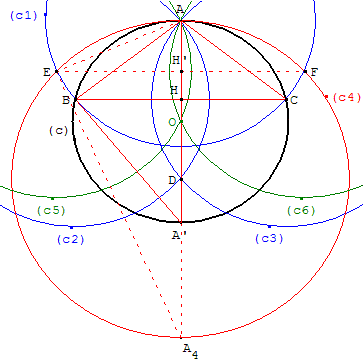 A
(c1)
E
H'
F
(c4)
B
H
C
(c)
O
D
(c5)
(c6)
(c2)
A"
(c3)
A4